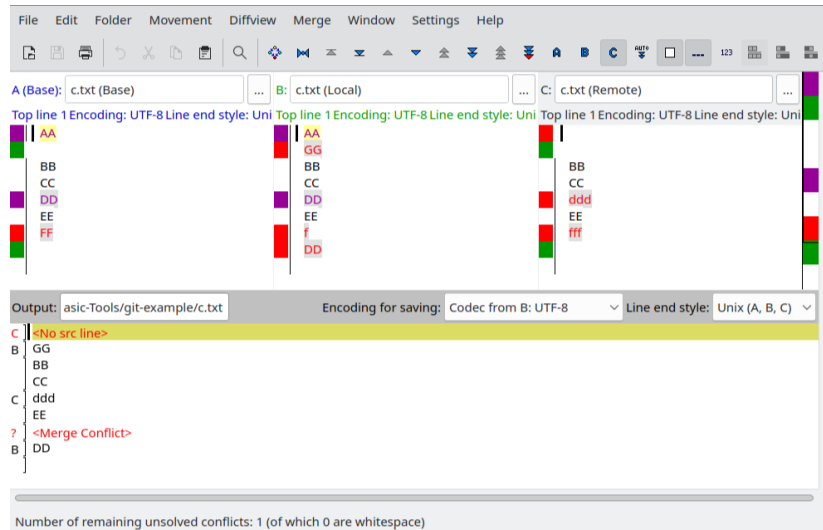 File Edit Folder Movement Diffview Merge Window Settings Help
A B C AUTO 123
A (Base): c.txt (Base) ... B: c.txt (Local) ... C: c.txt (Remote) ...
Top line 1 Encoding: UTF-8 Line end style: Uni Top line 1 Encoding: UTF-8 Line end style: Uni Top line 1 Encoding: UTF-8 Line end style: Uni
AA AA
GG
BB BB BB
CC CC CC
DD DD ddd
EE EE EE
FF f fff
DD
Output: asic-Tools/git-example/c.txt Encoding for saving: Codec from B: UTF-8 Line end style: Unix (A, B, C)
C <No src line>
B GG
BB
CC
C ddd
EE
? <Merge Conflict>
B DD
Number of remaining unsolved conflicts: 1 (of which 0 are whitespace)